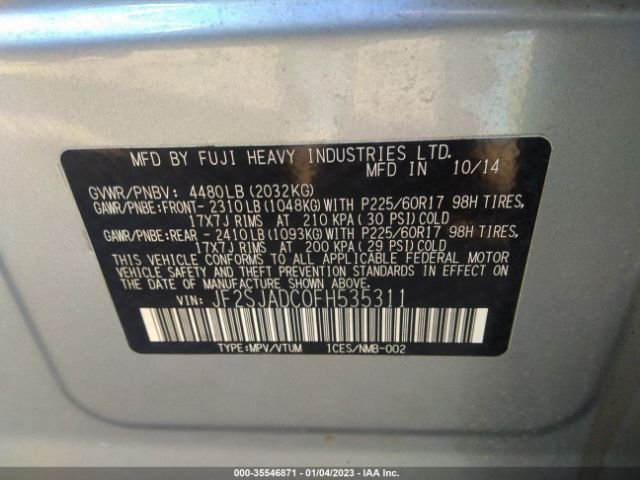 MFD BY FUJI HEAVY INDUSTRIES LTD.
MFD IN 10/14
GVWR/PNBV: 4480LB(2032KG)
GAWR/PNBE:FRONT-2310LB(1048KG)WITH P225/60R17 98H TIRES,
17X7J RIMS AT 210 KPA(30 PSI)COLD
GAWR/PNBE:REAR -2410LB(1093KG)WITH P225/60R17 98H TIRES,
17X7J RIMS AT 200 KPA(29 PSI)COLD
THIS VEHICLE CONFORMS TO ALL APPLICABLE FEDERAL MOTOR
VEHICLE SAFETY AND THEFT PREVENTION STANDARDS IN EFFECT ON
THE DATE OF MANUFACTURE SHOWN ABOVE.
VIN: JF2SJADC0FH535311
TYPE:MPV/VTUM ICES/NMB-002
000-35546871 - 01/04/2023 - IAA Inc.